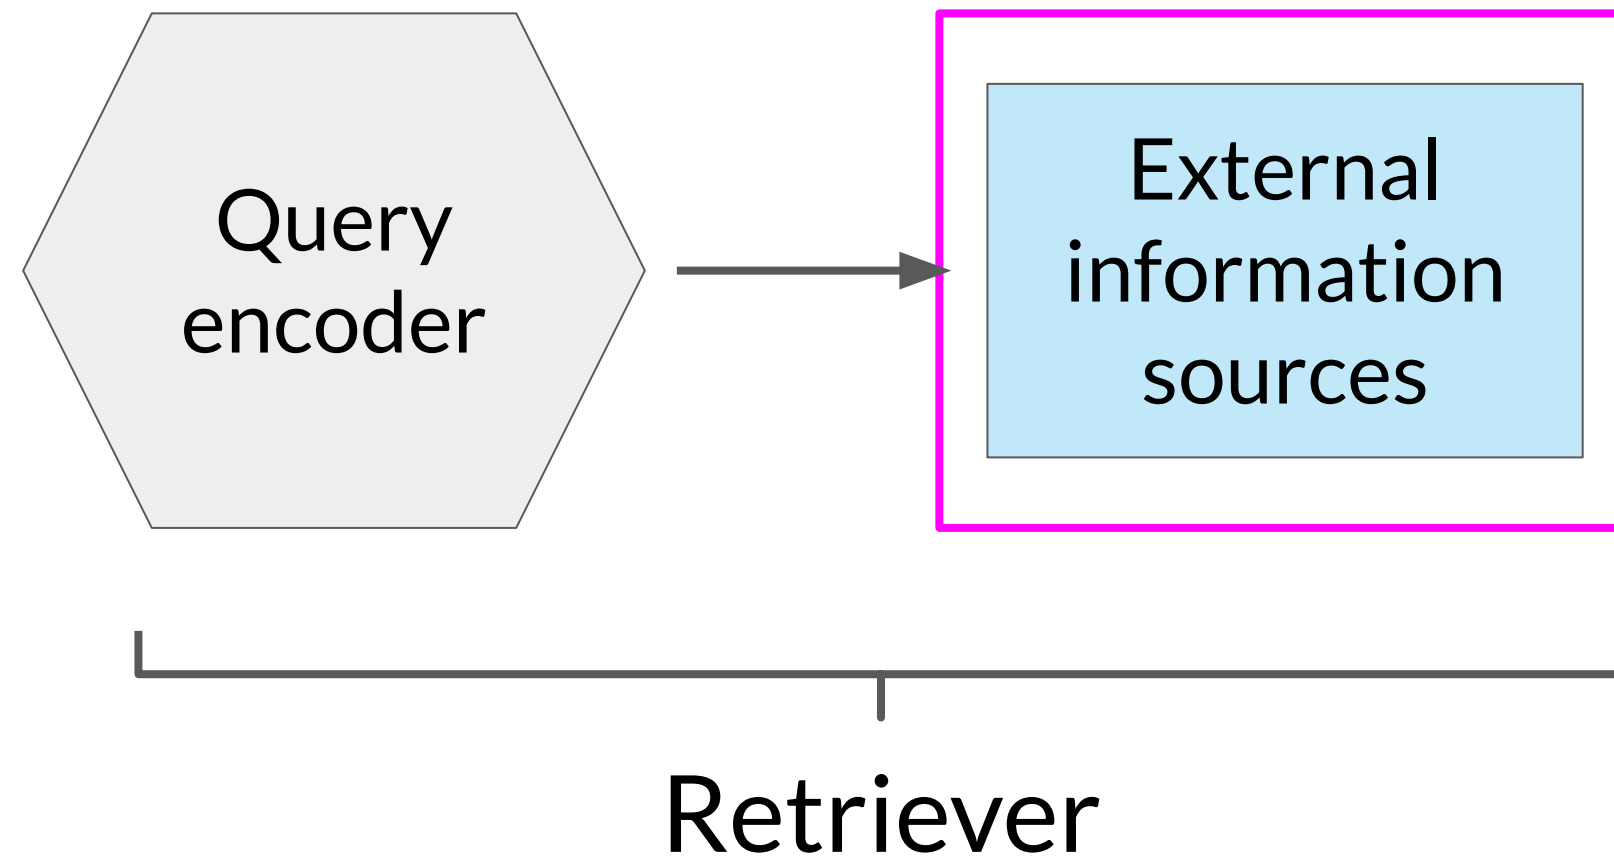 Query
encoder
External
information
sources
Retriever